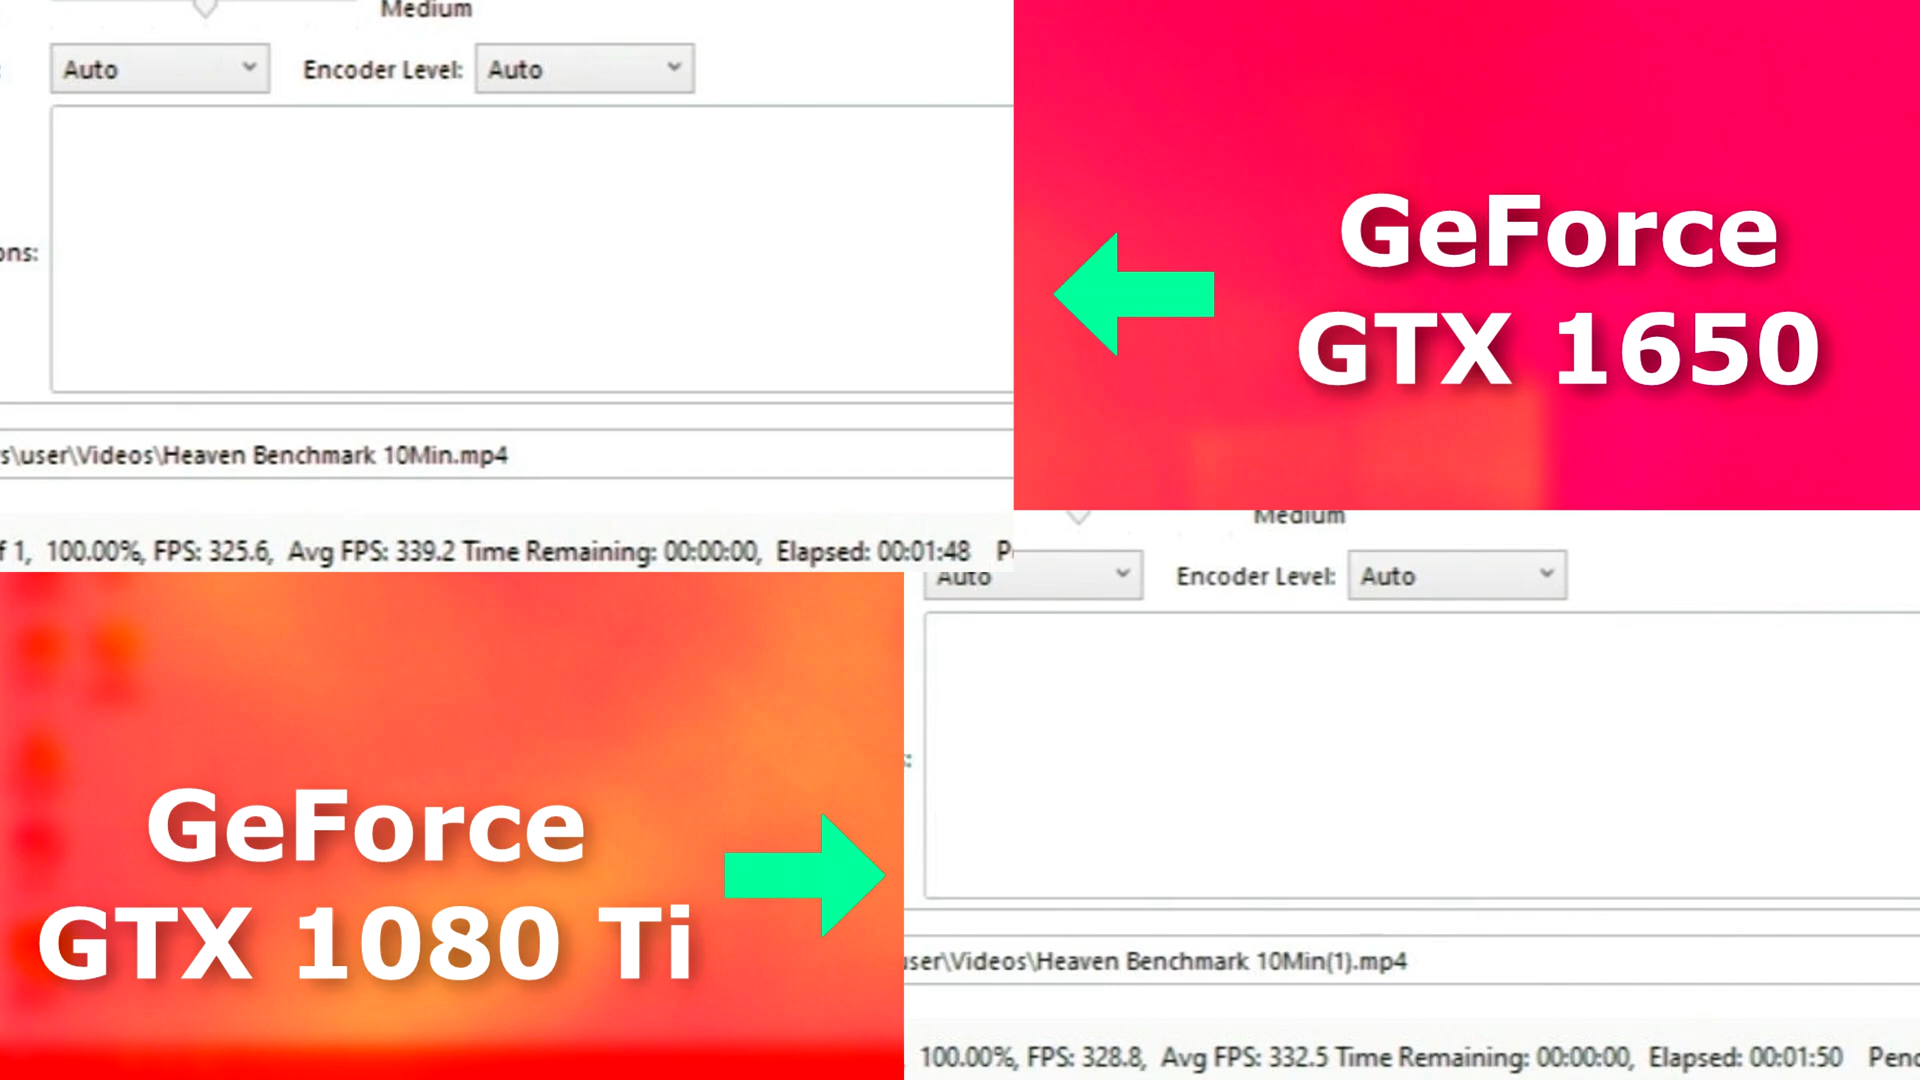 Medium
Auto Encoder Level: Auto
ons:
s\user\Videos\Heaven Benchmark 10Min.mp4
f 1, 100.00%, FPS: 325.6, Avg FPS: 339.2 Time Remaining: 00:00:00, Elapsed: 00:01:48 P
GeForce
GTX 1650
GeForce
GTX 1080 Ti
Medium
Auto Encoder Level: Auto
:
ser\Videos\Heaven Benchmark 10Min(1).mp4
100.00%, FPS: 328.8, Avg FPS: 332.5 Time Remaining: 00:00:00, Elapsed: 00:01:50 Pend